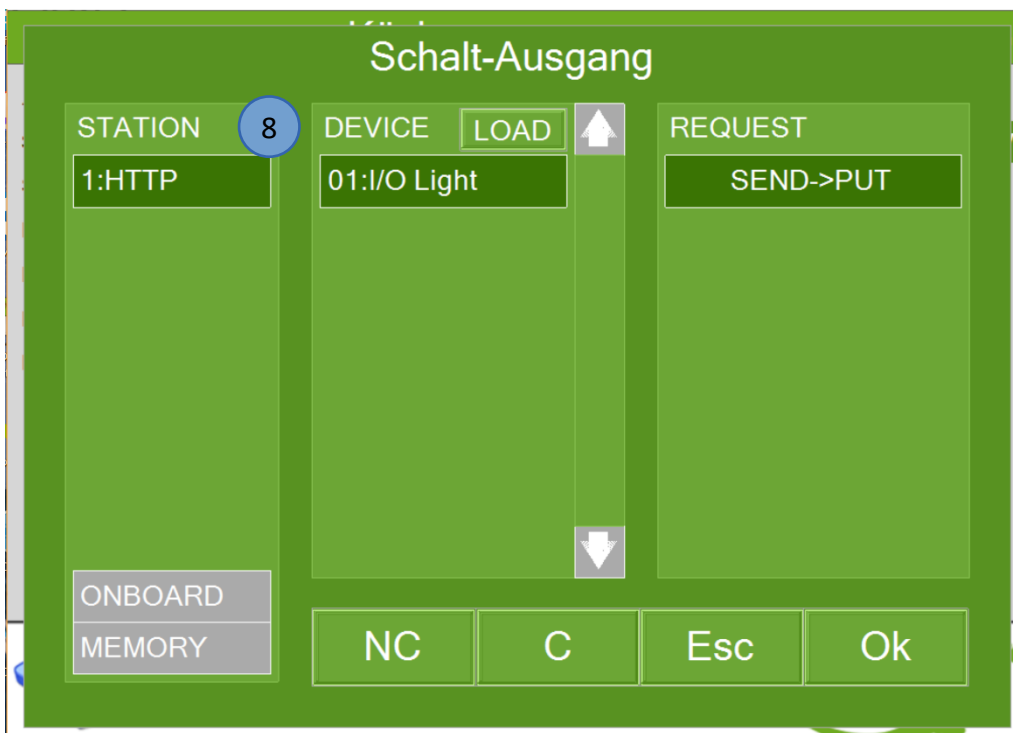 Schalt-Ausgang
STATION 8
1:HTTP
ONBOARD
MEMORY
DEVICE LOAD
01:I/O Light
REQUEST
SEND->PUT
NC C Esc Ok